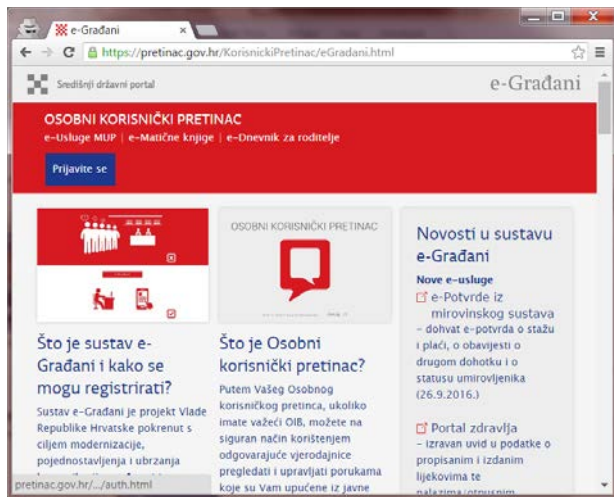 e-Građani
https://pretinac.gov.hr/KorisnickiPretinac/eGradani.html
Središnji državni portal
e-Građani
OSOBNI KORISNIČKI PRETINAC
e-Usluge MUP | e-Matične knjige | e-Dnevnik za roditelje
Prijavite se
Što je sustav e-
Građani i kako se
mogu registrirati?
Sustav e-Građani je projekt Vlade
Republike Hrvatske pokrenut s
ciljem modernizacije,
pojednostavljenja i ubrzanja
OSOBNI KORISNIČKI PRETINAC
Što je Osobni
korisnički pretinac?
Putem Vašeg Osobnog
korisničkog pretinca, ukoliko
imate važeći OIB, možete na
siguran način korištenjem
odgovarajuće vjerodajnice
pregledati i upravljati porukama
koje su Vam upućene iz javne
Novosti u sustavu
e-Građani
Nove e-usluge
e-Potvrde iz
mirovinskog sustava
– dohvat e-potvrda o stažu
i plaći, o obavijesti o
drugom dohotku i o
statusu umirovljenika
(26.9.2016.)
Portal zdravlja
– izravan uvid u podatke o
propisanim i izdanim
lijekovima te
nalazima/otpusnim
pretinac.gov.hr/.../auth.html